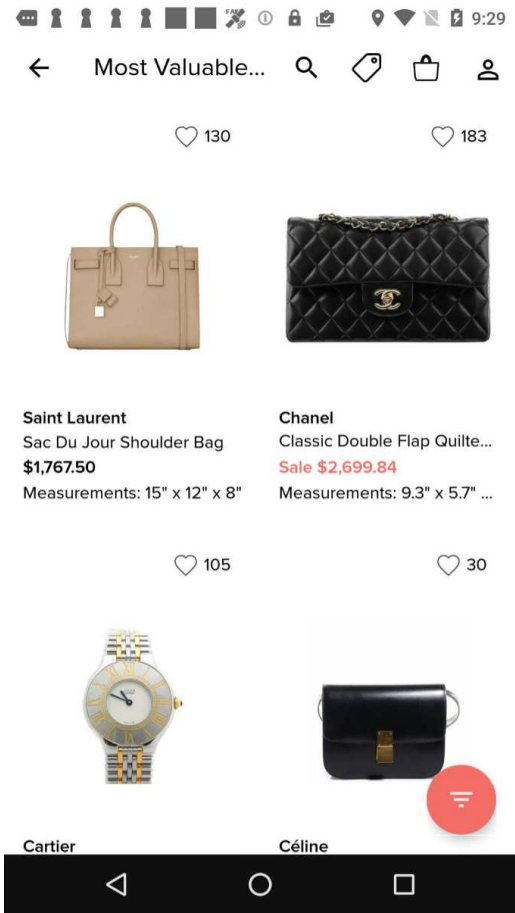 FAKE
9:29
Most Valuable...
130
183
Saint Laurent
Sac Du Jour Shoulder Bag
$1,767.50
Measurements: 15" x 12" x 8"
Chanel
Classic Double Flap Quilte...
Sale $2,699.84
Measurements: 9.3" x 5.7" ...
105
30
Cartier
Céline